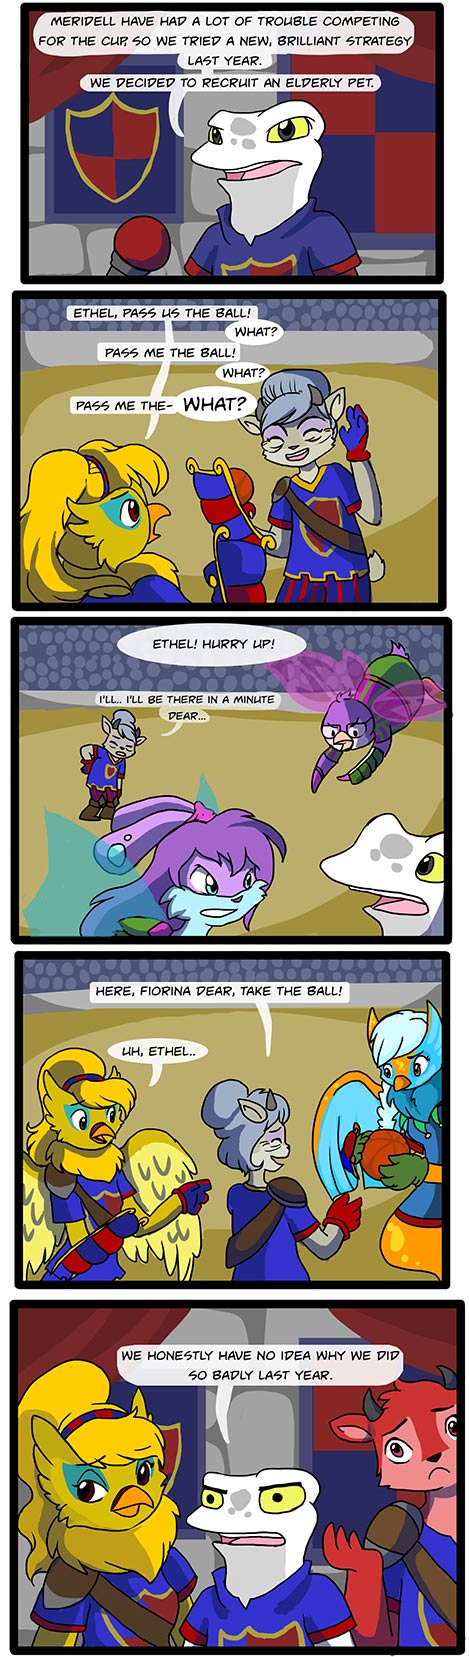 MERIDELL HAVE HAD A LOT OF TROUBLE COMPETING
FOR THE CUP, SO WE TRIED A NEW, BRILLIANT STRATEGY
LAST YEAR.
WE DECIDED TO RECRUIT AN ELDERLY PET.
ETHEL, PASS US THE BALL!
WHAT?
PASS ME THE BALL!
WHAT?
PASS ME THE-
WHAT?
ETHEL! HURRY UP!
I'LL.. I'LL BE THERE IN A MINUTE
DEAR...
HERE, FIORINA DEAR, TAKE THE BALL!
UH, ETHEL..
WE HONESTLY HAVE NO IDEA WHY WE DID
SO BADLY LAST YEAR.